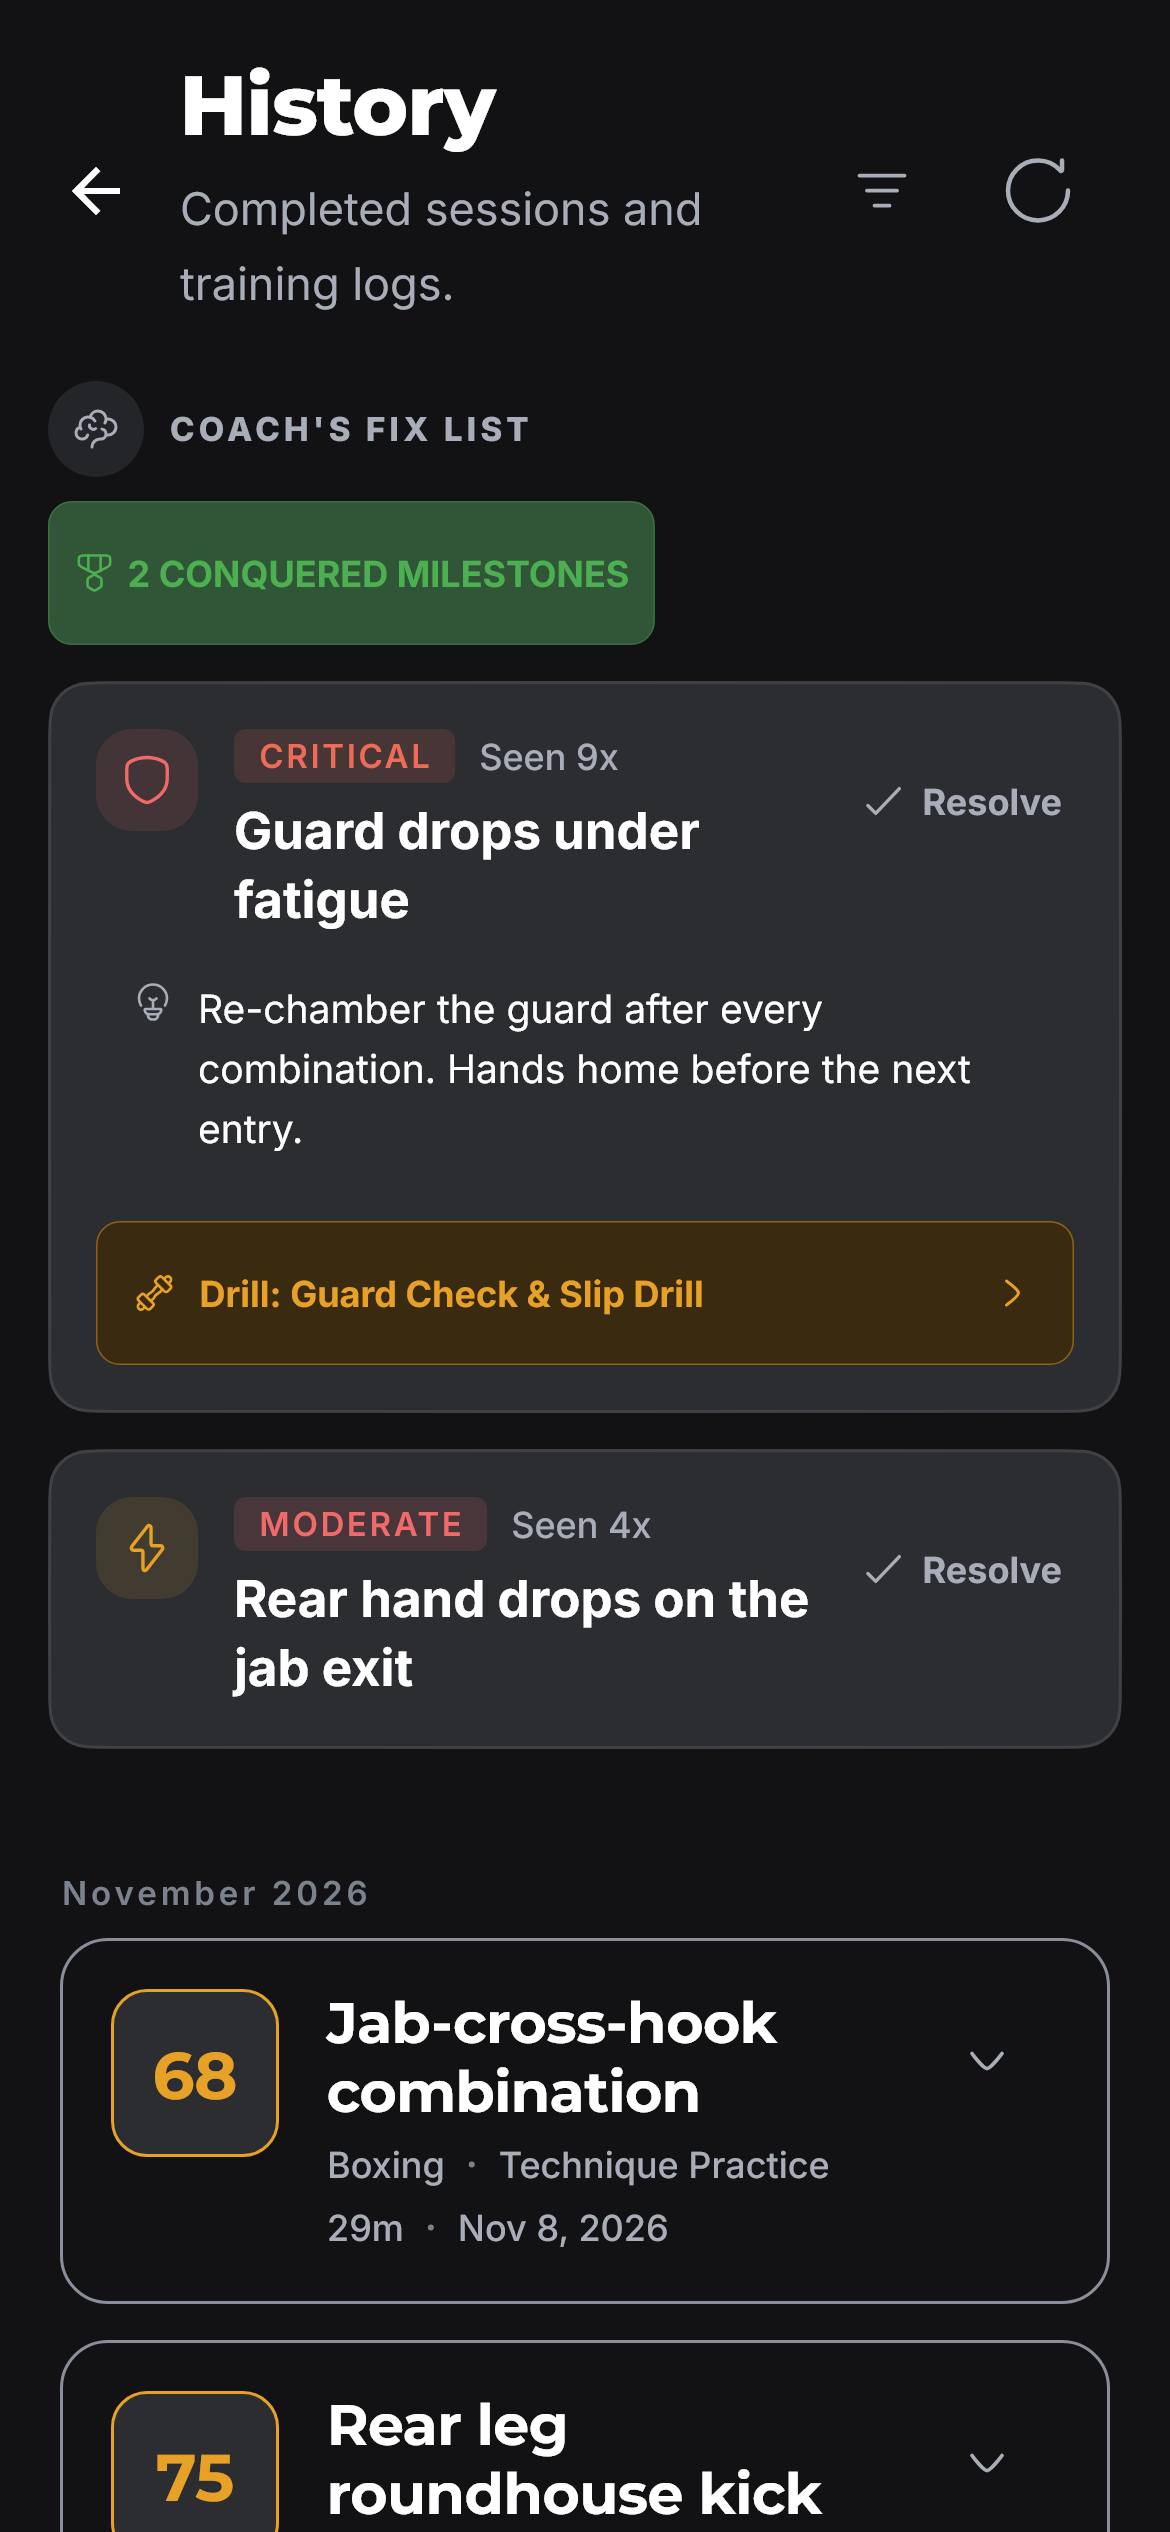 History
Completed sessions and
training logs.
COACH'S FIX LIST
2 CONQUERED MILESTONES
CRITICAL Seen 9x
Guard drops under
fatigue
Resolve
Re-chamber the guard after every
combination. Hands home before the next
entry.
Drill: Guard Check & Slip Drill
MODERATE Seen 4x
Rear hand drops on the
jab exit
Resolve
November 2026
68
Jab-cross-hook
combination
Boxing · Technique Practice
29m · Nov 8, 2026
75
Rear leg
roundhouse kick